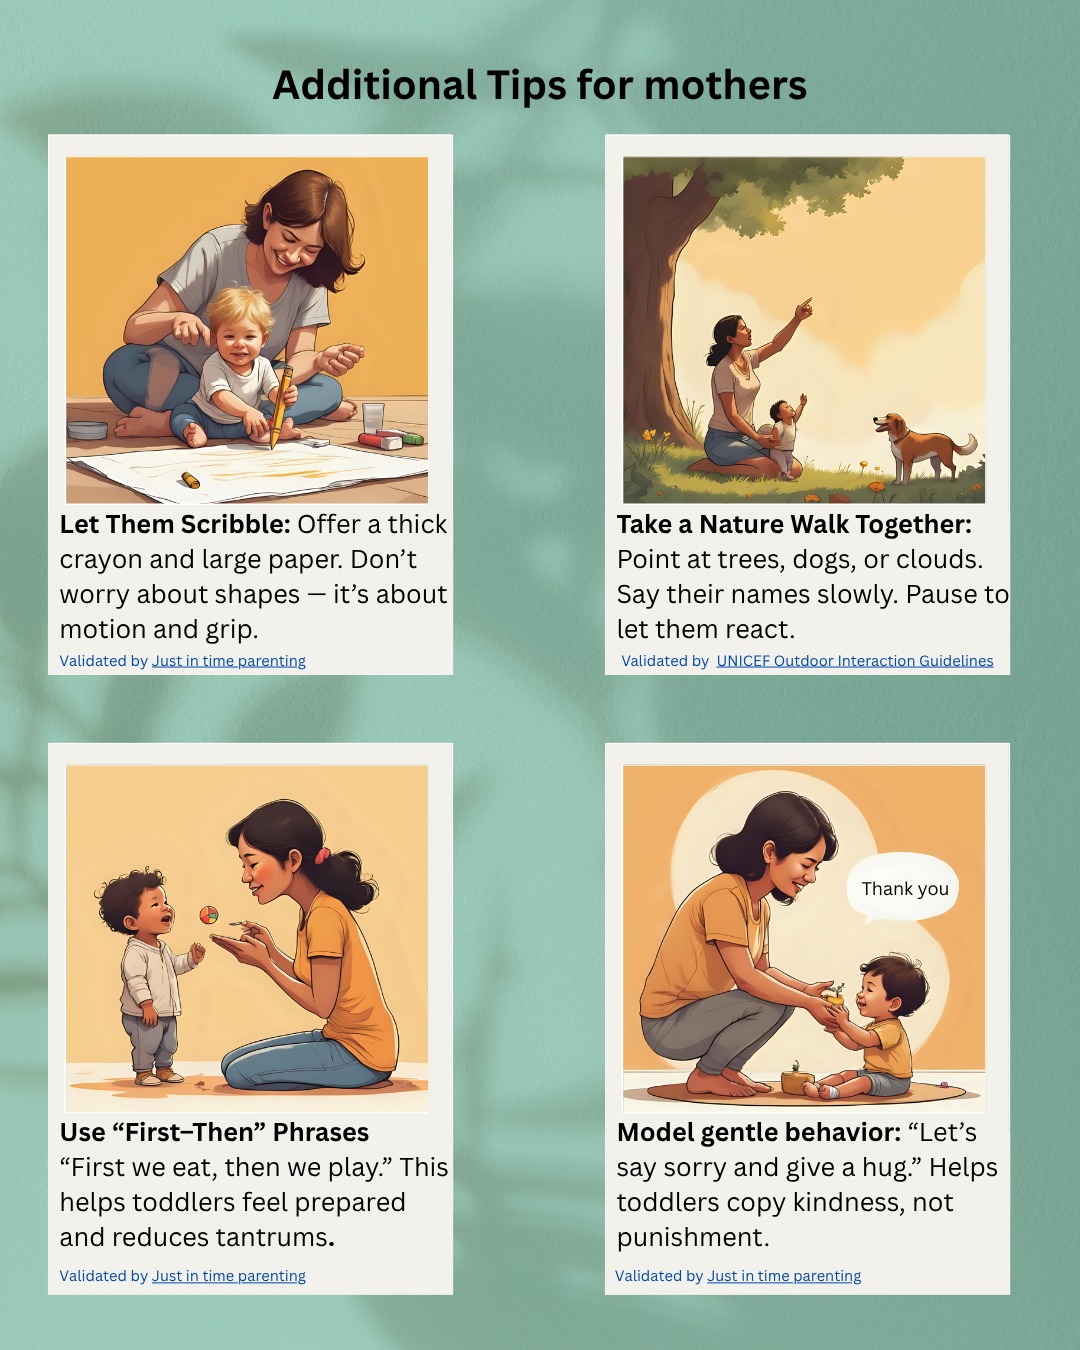 Additional Tips for mothers
Let Them Scribble: Offer a thick
crayon and large paper. Don’t
worry about shapes — it’s about
motion and grip.
Validated by Just in time parenting
Take a Nature Walk Together:
Point at trees, dogs, or clouds.
Say their names slowly. Pause to
let them react.
Validated by UNICEF Outdoor Interaction Guidelines
Use “First–Then” Phrases
“First we eat, then we play.” This
helps toddlers feel prepared
and reduces tantrums.
Validated by Just in time parenting
Thank you
Model gentle behavior: “Let’s
say sorry and give a hug.” Helps
toddlers copy kindness, not
punishment.
Validated by Just in time parenting